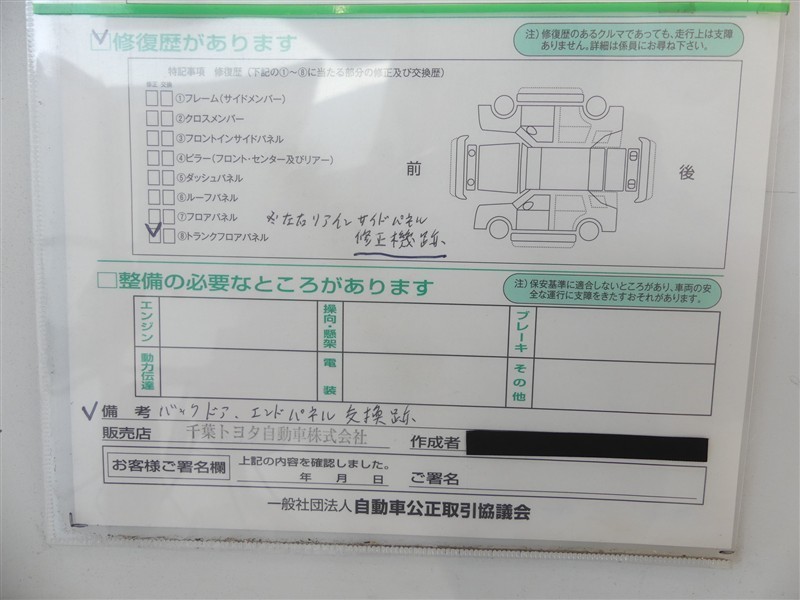 修復歴があります
注）修復歴のあるクルマであっても、走行上は支障
ありません。詳細は係員にお尋ね下さい。
特記事項 修復歴（下記の①〜⑧に当たる部分の修正及び交換歴）
修正 交換
①フレーム（サイドメンバー）
②クロスメンバー
③フロントインサイドパネル
④ピラー（フロント・センター及びリアー）
⑤ダッシュパネル
⑥ルーフパネル
⑦フロアパネル
⑧トランクフロアパネル
前
後
左右リアインサイドパネル
修正機跡
整備の必要なところがあります
注）保安基準に適合しないところがあり、車両の安
全な運行に支障をきたすおそれがあります。
エンジン
操向・懸架
ブレーキ
動力伝達
電装
その他
備考 バックドア、エンドパネル 交換跡
販売店 千葉トヨタ自動車株式会社
作成者
お客様ご署名欄
上記の内容を確認しました。
年 月 日 ご署名
一般社団法人 自動車公正取引協議会